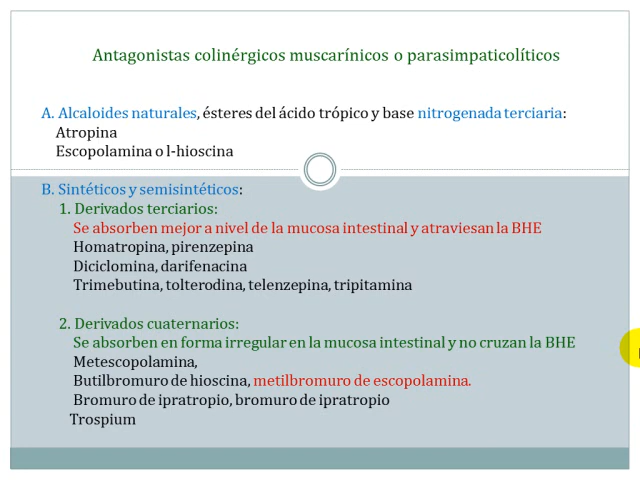 Antagonistas colinérgicos muscarínicos o parasimpaticolíticos
A. Alcaloides naturales, ésteres del ácido trópico y base nitrogenada terciaria:
Atropina
Escopolamina o l-hioscina
B. Sintéticos y semisintéticos:
1. Derivados terciarios:
Se absorben mejor a nivel de la mucosa intestinal y atraviesan la BHE
Homatropina, pirenzepina
Diciclomina, darifenacina
Trimebutina, tolterodina, telenzepina, tripitamina
2. Derivados cuaternarios:
Se absorben en forma irregular en la mucosa intestinal y no cruzan la BHE
Metescopolamina,
Butilbromuro de hioscina, metilbromuro de escopolamina.
Bromuro de ipratropio, bromuro de ipratropio
Trospium